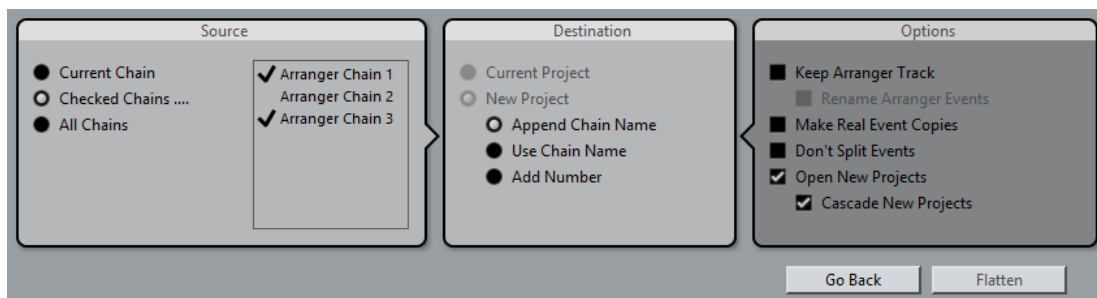 Source
Current Chain
Checked Chains ....
All Chains
Arranger Chain 1
Arranger Chain 2
Arranger Chain 3
Destination
Current Project
New Project
Append Chain Name
Use Chain Name
Add Number
Options
Keep Arranger Track
Rename Arranger Events
Make Real Event Copies
Don't Split Events
Open New Projects
Cascade New Projects
Go Back
Flatten